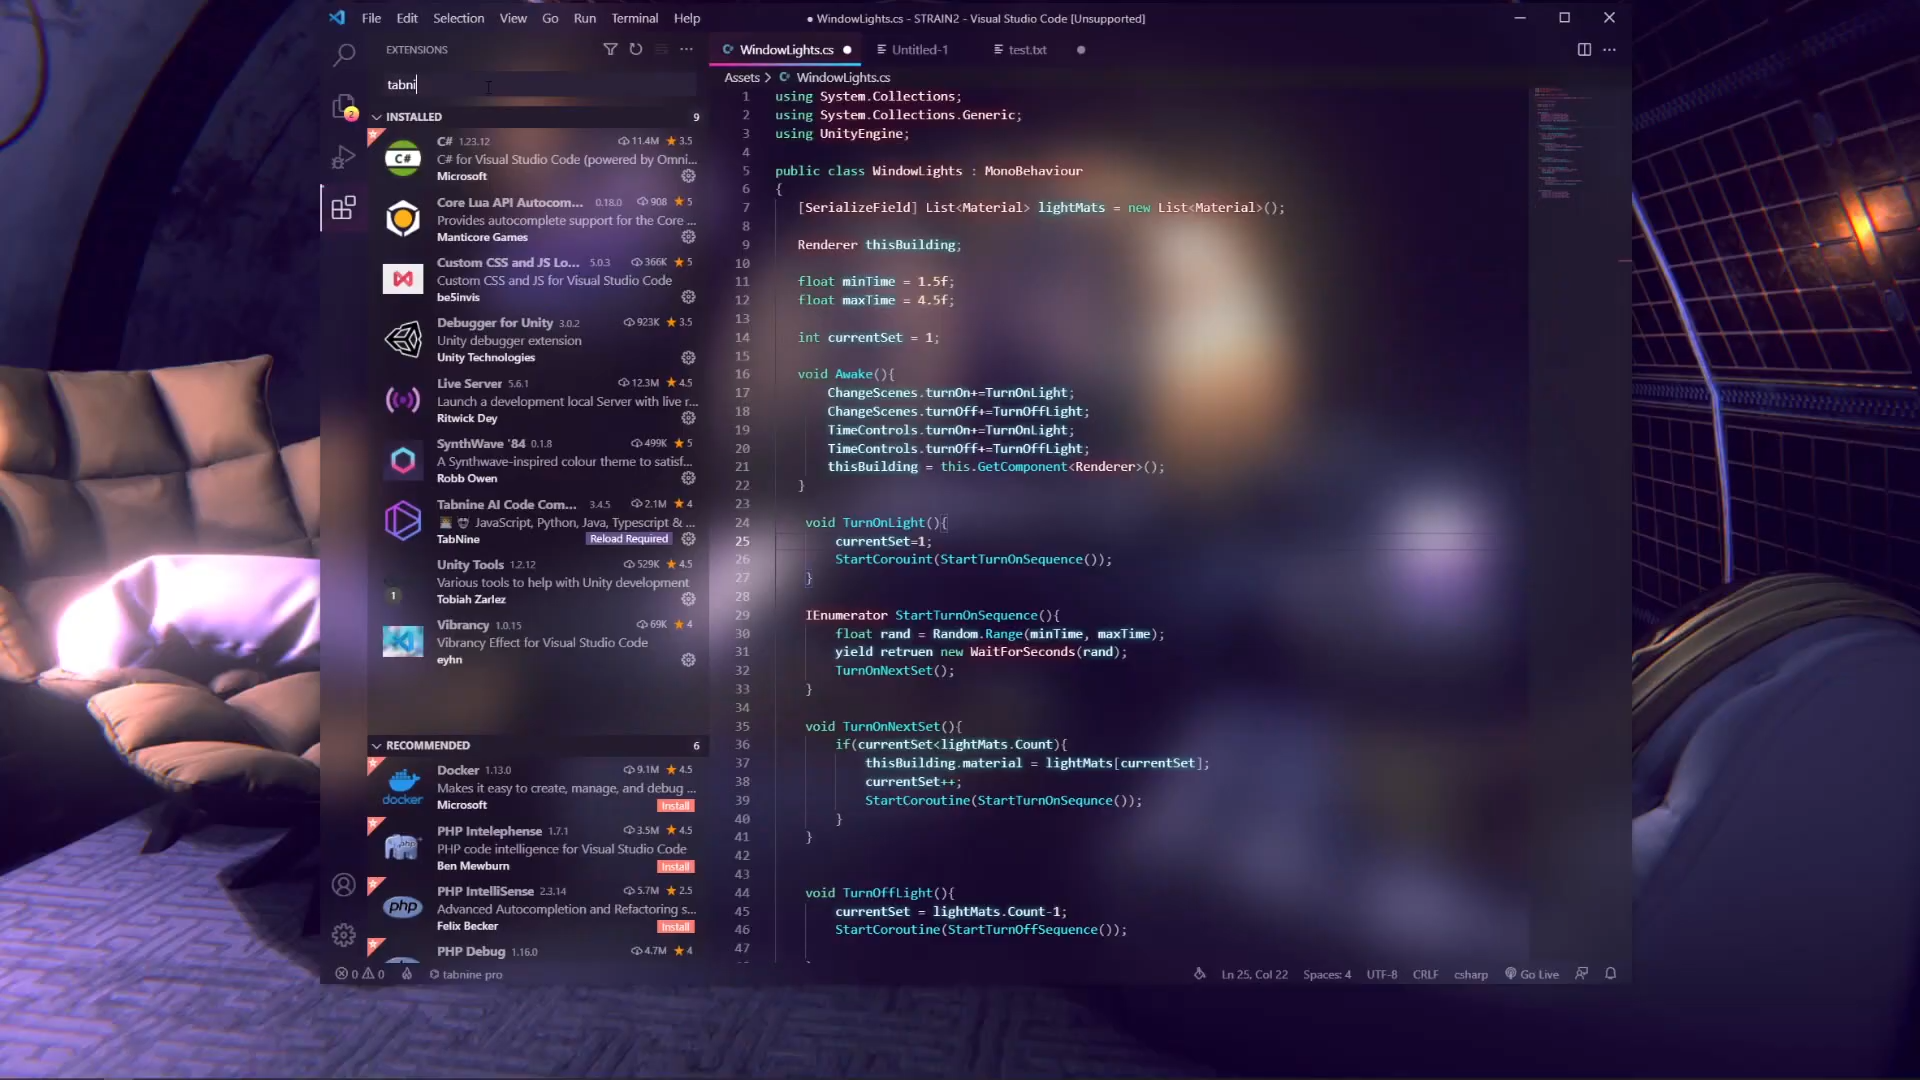 File Edit Selection View Go Run Terminal Help
● WindowLights.cs - STRAIN2 - Visual Studio Code [Unsupported]
EXTENSIONS
tabni
INSTALLED 9
C# 1.23.12 11.4M ★ 3.5
C# for Visual Studio Code (powered by Omni...
Microsoft
Core Lua API Autocom... 0.18.0 908 ★ 5
Provides autocomplete support for the Core ...
Manticore Games
Custom CSS and JS Lo... 5.0.3 366K ★ 5
Custom CSS and JS for Visual Studio Code
be5invis
Debugger for Unity 3.0.2 923K ★ 3.5
Unity debugger extension
Unity Technologies
Live Server 5.6.1 12.3M ★ 4.5
Launch a development local Server with live r...
Ritwick Dey
SynthWave '84 0.1.8 499K ★ 5
A Synthwave-inspired colour theme to satisf...
Robb Owen
Tabnine AI Code Com... 3.4.5 2.1M ★ 4
JavaScript, Python, Java, Typescript & ...
TabNine Reload Required
Unity Tools 1.2.12 529K ★ 4.5
Various tools to help with Unity development
1 Tobiah Zarlez
Vibrancy 1.0.15 69K ★ 4
Vibrancy Effect for Visual Studio Code
eyhn
RECOMMENDED 6
Docker 1.13.0 9.1M ★ 4.5
Makes it easy to create, manage, and debug ...
docker
Microsoft Install
PHP Intelephense 1.7.1 3.5M ★ 4.5
PHP code intelligence for Visual Studio Code
Ben Mewburn Install
PHP IntelliSense 2.3.14 5.7M ★ 2.5
Advanced Autocompletion and Refactoring s...
php
Felix Becker Install
PHP Debug 1.16.0 4.7M ★ 4
WindowLights.cs ● Untitled-1 test.txt ●
Assets > WindowLights.cs
1 using System.Collections;
2 using System.Collections.Generic;
3 using UnityEngine;
4
5 public class WindowLights : MonoBehaviour
6 {
7 [SerializeField] List<Material> lightMats = new List<Material>();
8
9 Renderer thisBuilding;
10
11 float minTime = 1.5f;
12 float maxTime = 4.5f;
13
14 int currentSet = 1;
15
16 void Awake(){
17 ChangeScenes.turnOn+=TurnOnLight;
18 ChangeScenes.turnOff+=TurnOffLight;
19 TimeControls.turnOn+=TurnOnLight;
20 TimeControls.turnOff+=TurnOffLight;
21 thisBuilding = this.GetComponent<Renderer>();
22 }
23
24 void TurnOnLight(){
25 currentSet=1;
26 StartCorouint(StartTurnOnSequence());
27 }
28
29 IEnumerator StartTurnOnSequence(){
30 float rand = Random.Range(minTime, maxTime);
31 yield retruen new WaitForSeconds(rand);
32 TurnOnNextSet();
33 }
34
35 void TurnOnNextSet(){
36 if(currentSet<lightMats.Count){
37 thisBuilding.material = lightMats[currentSet];
38 currentSet++;
39 StartCoroutine(StartTurnOnSequnce());
40 }
41 }
42
43
44 void TurnOffLight(){
45 currentSet = lightMats.Count-1;
46 StartCoroutine(StartTurnOffSequence());
47
2
0 0 tabnine pro
Ln 25, Col 22 Spaces: 4 UTF-8 CRLF csharp Go Live